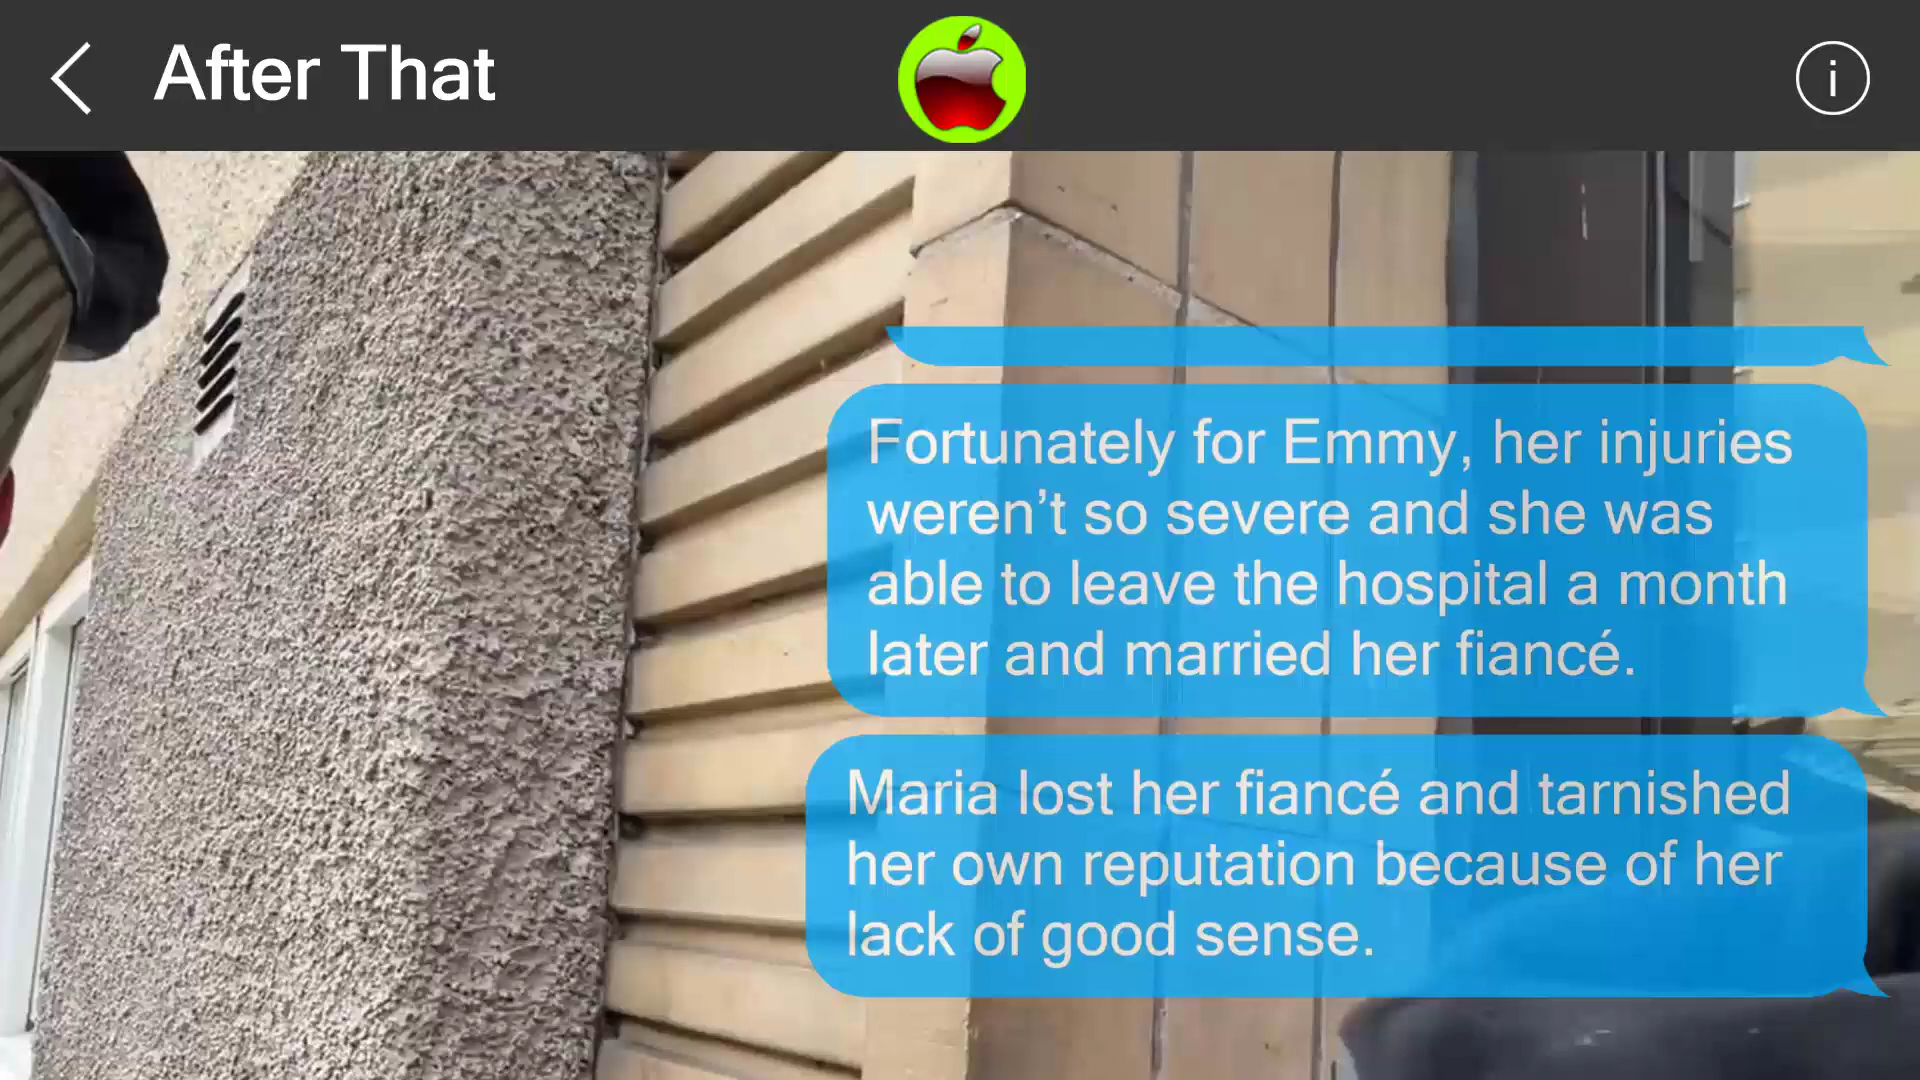 After That
i
Fortunately for Emmy, her injuries
weren’t so severe and she was
able to leave the hospital a month
later and married her fiancé.
Maria lost her fiancé and tarnished
her own reputation because of her
lack of good sense.